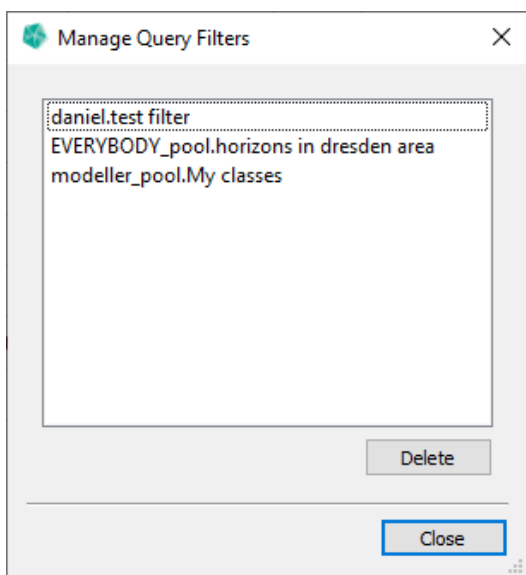 Manage Query Filters
daniel.test filter
EVERYBODY_pool.horizons in dresden area
modeller_pool.My classes
Delete
Close